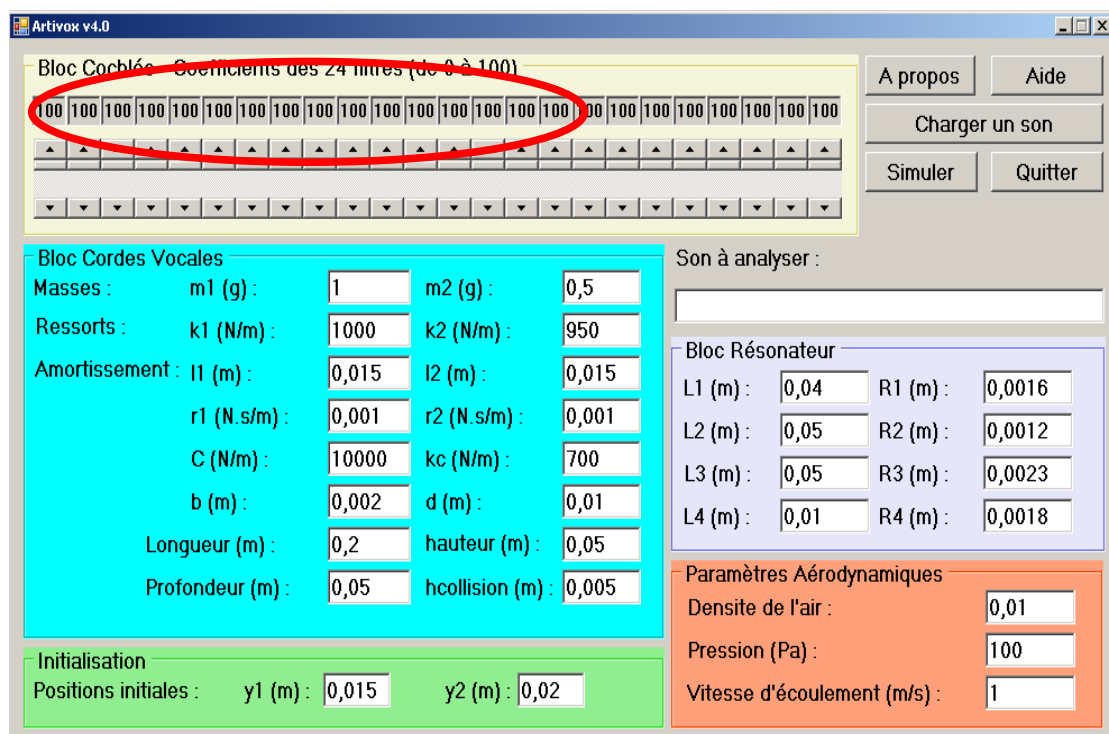 Artivox v4.0
Bloc Cochlée - Coefficients des 24 filtres (de 0 à 100)
100 100 100 100 100 100 100 100 100 100 100 100 100 100 100 100 100 100 100 100 100 100 100 100
A propos Aide
Charger un son
Simuler Quitter
Bloc Cordes Vocales
Masses : m1 (g) : 1 m2 (g) : 0,5
Ressorts : k1 (N/m) : 1000 k2 (N/m) : 950
Amortissement : l1 (m) : 0,015 l2 (m) : 0,015
r1 (N.s/m) : 0,001 r2 (N.s/m) : 0,001
C (N/m) : 10000 kc (N/m) : 700
b (m) : 0,002 d (m) : 0,01
Longueur (m) : 0,2 hauteur (m) : 0,05
Profondeur (m) : 0,05 hcollision (m) : 0,005
Initialisation
Positions initiales : y1 (m) : 0,015 y2 (m) : 0,02
Son à analyser :
Bloc Résonateur
L1 (m) : 0,04 R1 (m) : 0,0016
L2 (m) : 0,05 R2 (m) : 0,0012
L3 (m) : 0,05 R3 (m) : 0,0023
L4 (m) : 0,01 R4 (m) : 0,0018
Paramètres Aérodynamiques
Densite de l'air : 0,01
Pression (Pa) : 100
Vitesse d'écoulement (m/s) : 1